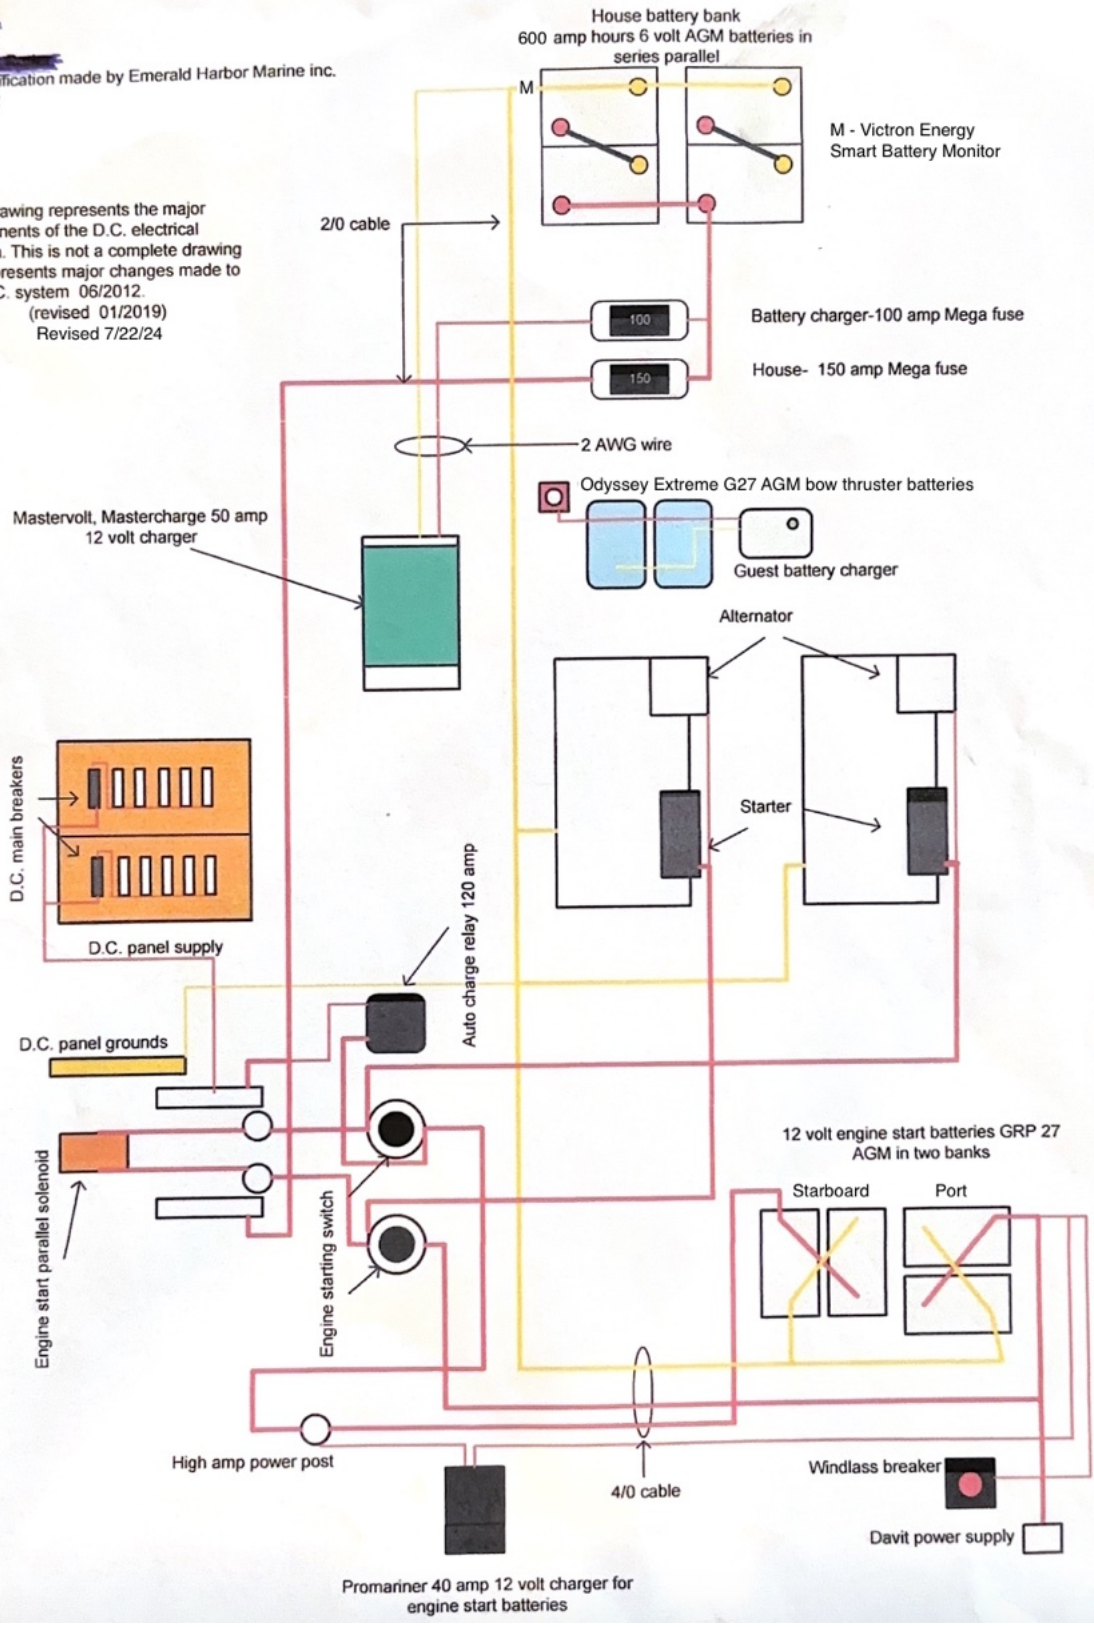 House battery bank
600 amp hours 6 volt AGM batteries in
series parallel
made by Emerald Harbor Marine inc.
M
M - Victron Energy
Smart Battery Monitor
represents the major
of the D.C. electrical
This is not a complete drawing
major changes made to
system 06/2012.
(revised 01/2019)
Revised 7/22/24
2/0 cable
100
Battery charger-100 amp Mega fuse
150
House- 150 amp Mega fuse
2 AWG wire
Odyssey Extreme G27 AGM bow thruster batteries
Mastervolt, Mastercharge 50 amp
12 volt charger
Guest battery charger
Alternator
D.C. main breakers
Starter
Auto charge relay 120 amp
D.C. panel supply
D.C. panel grounds
Engine start parallel solenoid
Engine starting switch
12 volt engine start batteries GRP 27
AGM in two banks
Starboard
Port
High amp power post
4/0 cable
Windlass breaker
Davit power supply
Promariner 40 amp 12 volt charger for
engine start batteries